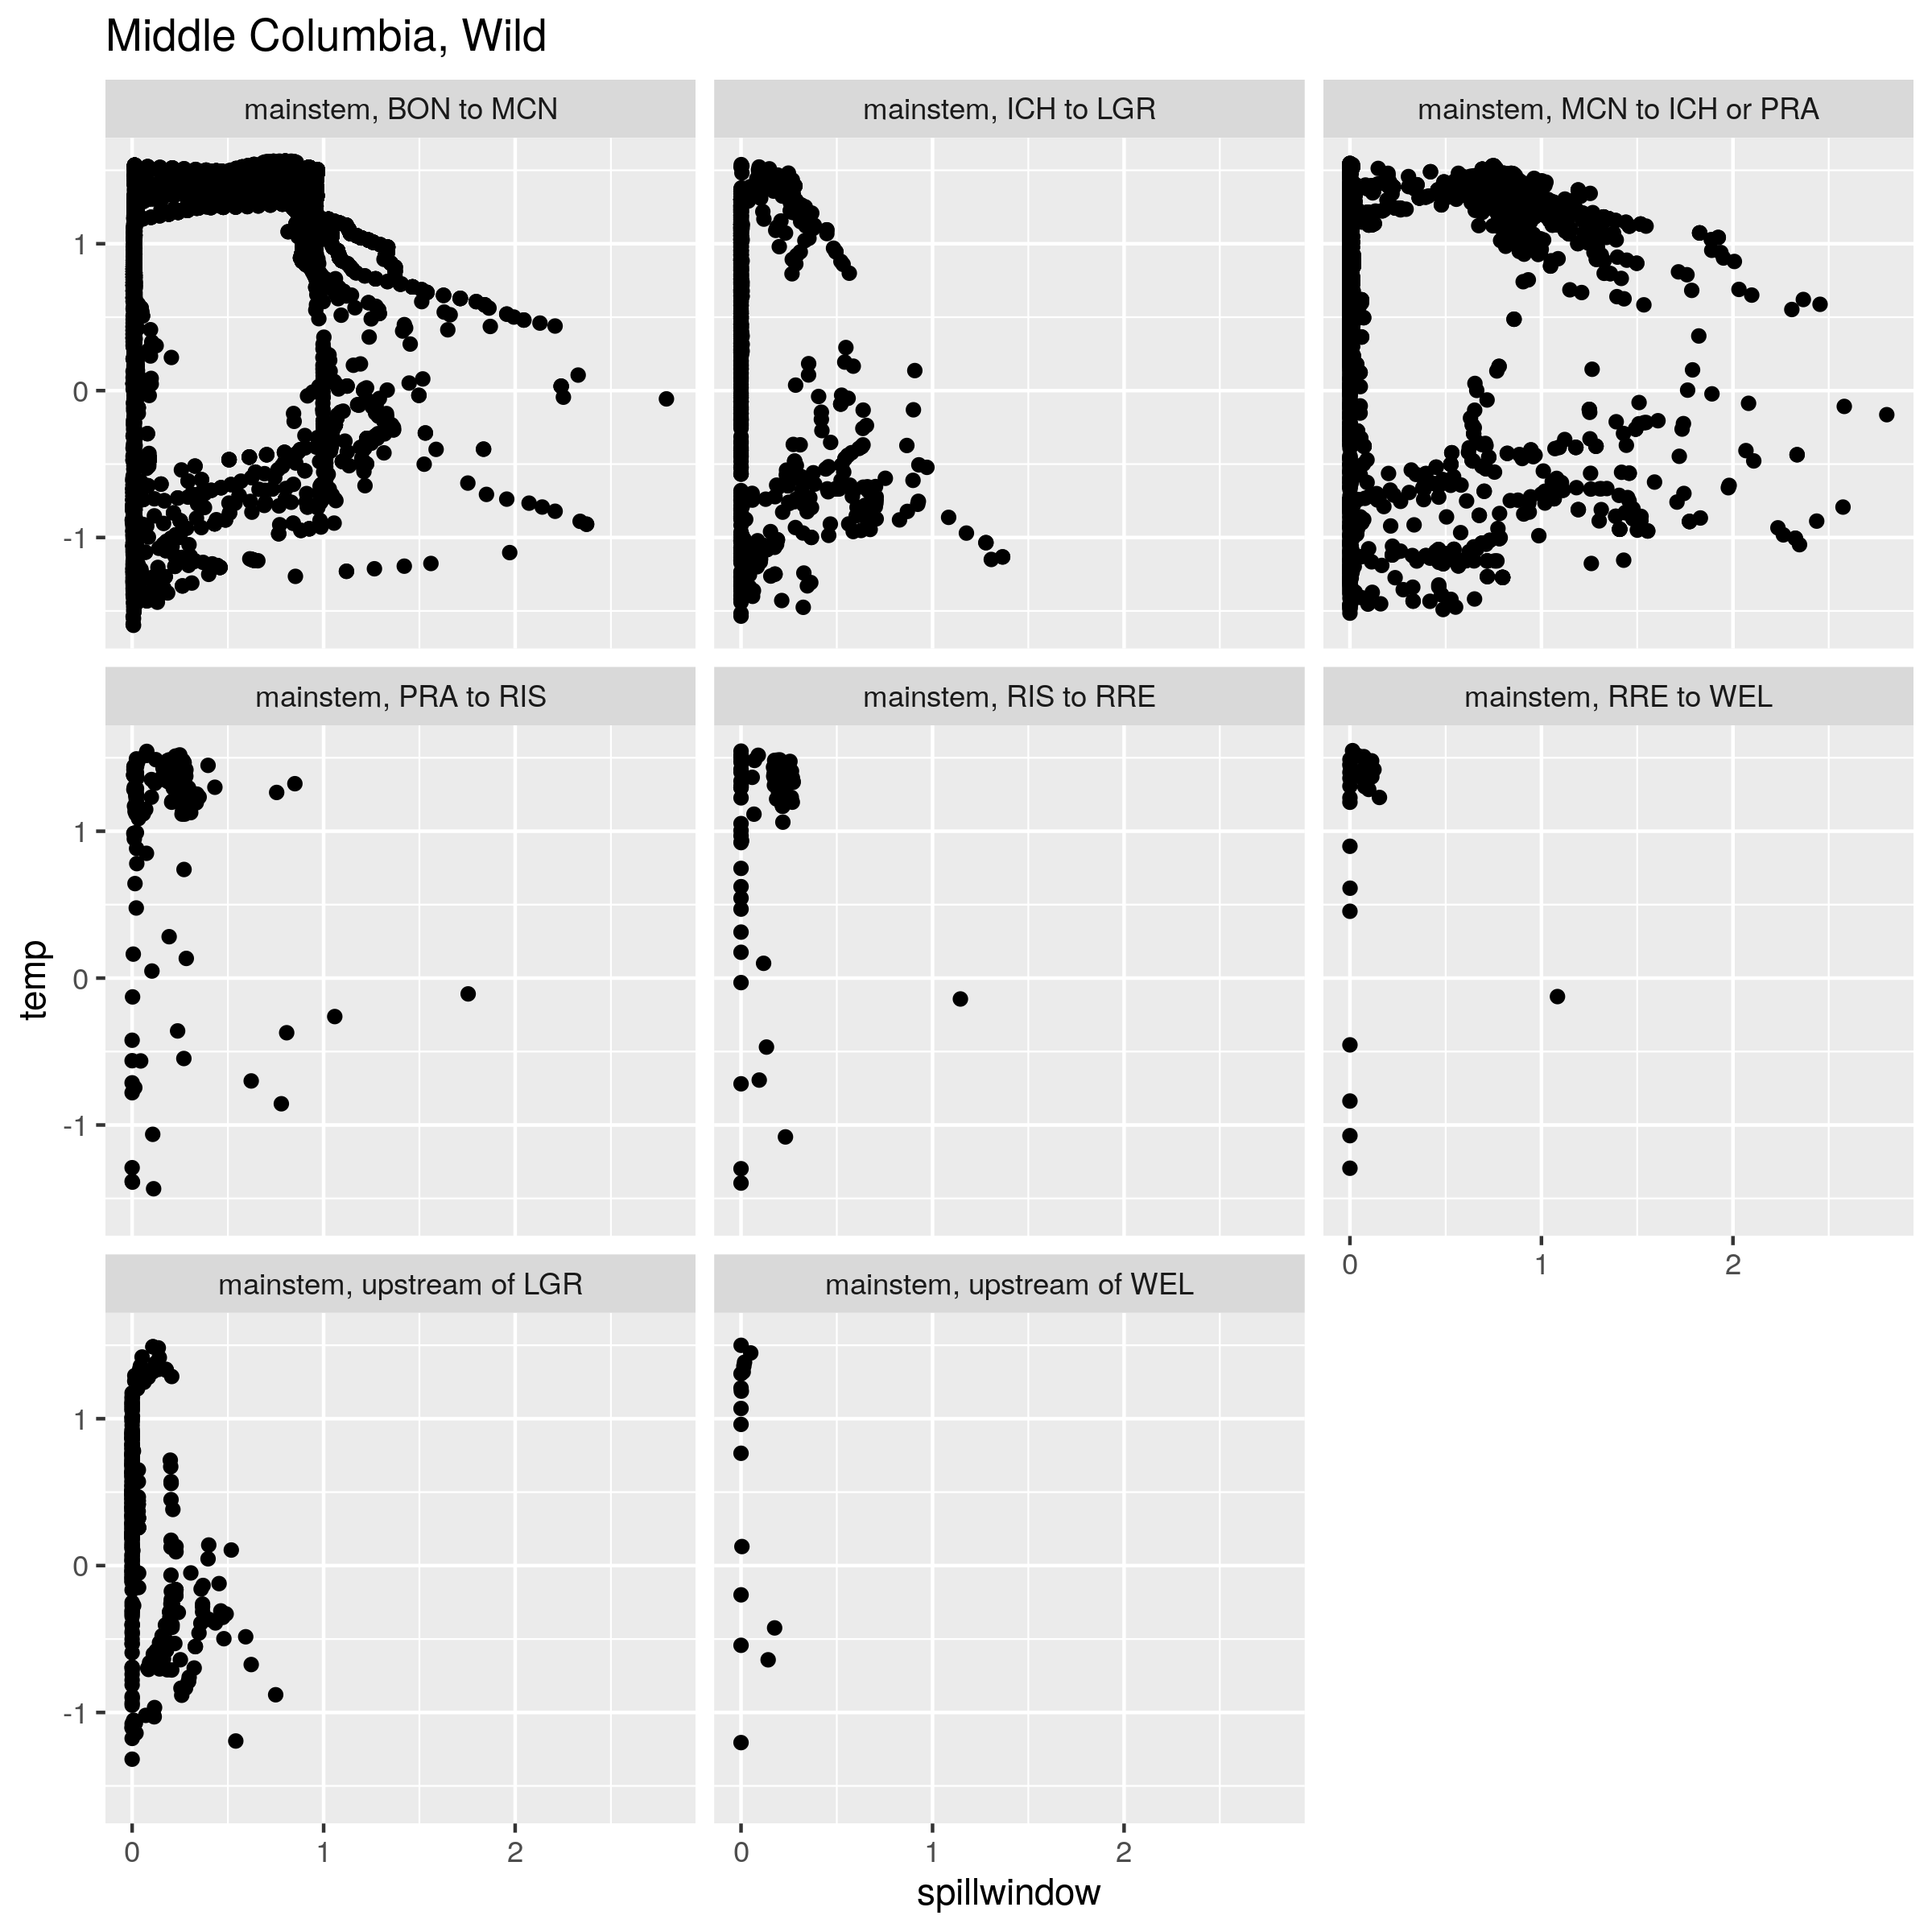 Middle Columbia, Wild
mainstem, BON to MCN
mainstem, ICH to LGR
mainstem, MCN to ICH or PRA
1
0
-1
mainstem, PRA to RIS
mainstem, RIS to RRE
mainstem, RRE to WEL
1
0
-1
temp
0 1 2
mainstem, upstream of LGR
mainstem, upstream of WEL
1
0
-1
0 1 2
0 1 2
spillwindow